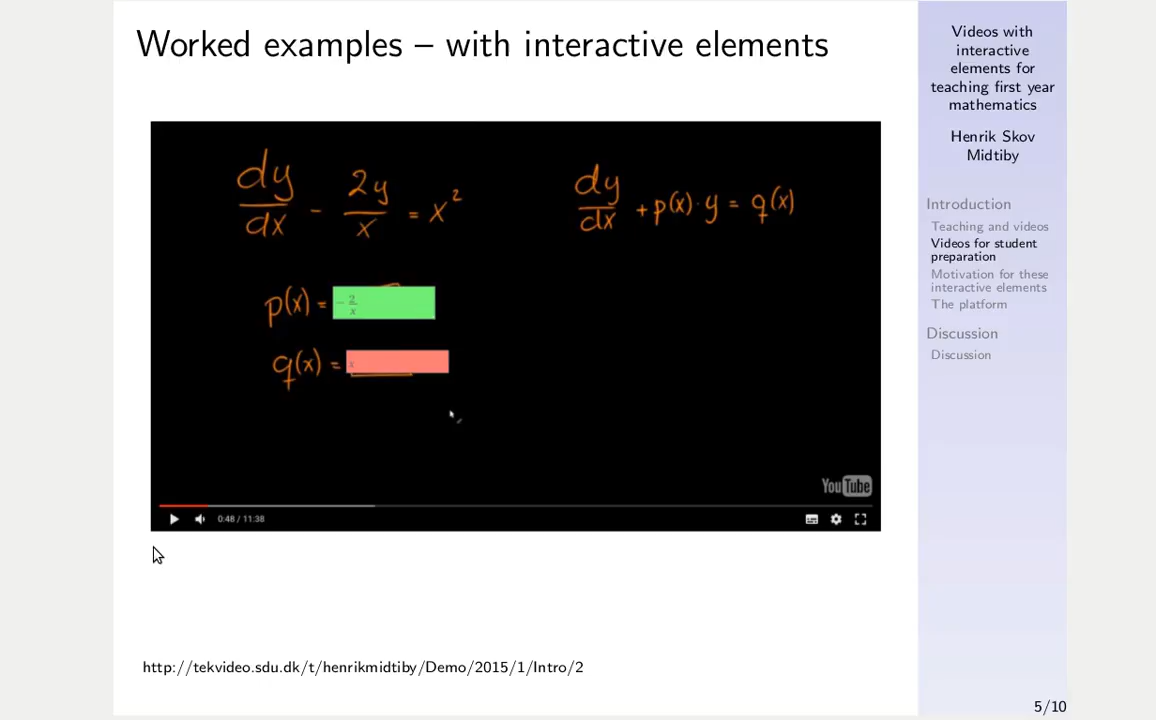 Worked examples – with interactive elements
dy/dx - 2y/x = x²
dy/dx + p(x)·y = q(x)
p(x) = - 2/x
q(x) = x
YouTube
0:48 / 11:38
http://tekvideo.sdu.dk/t/henrikmidtiby/Demo/2015/1/Intro/2
Videos with
interactive
elements for
teaching first year
mathematics
Henrik Skov
Midtiby
Introduction
Teaching and videos
Videos for student
preparation
Motivation for these
interactive elements
The platform
Discussion
Discussion
5/10